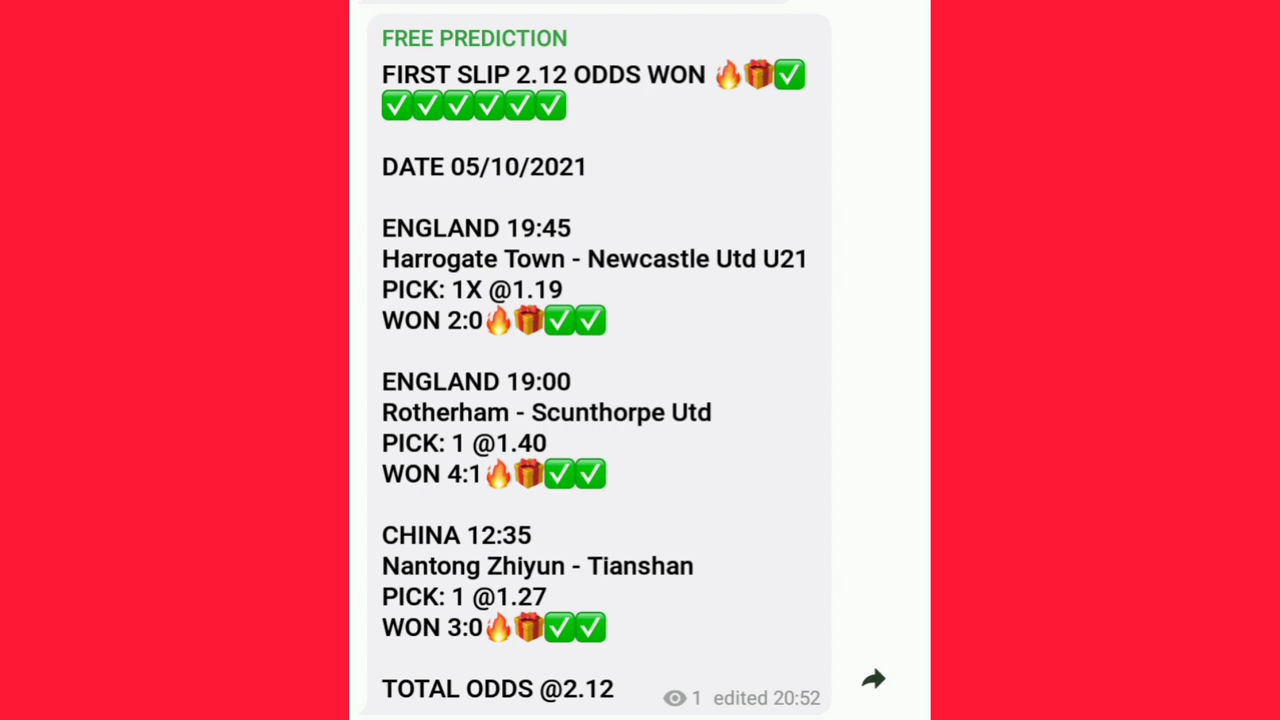 FREE PREDICTION
FIRST SLIP 2.12 ODDS WON 🔥🎁✅
✅✅✅✅✅✅
DATE 05/10/2021
ENGLAND 19:45
Harrogate Town - Newcastle Utd U21
PICK: 1X @1.19
WON 2:0🔥🎁✅✅
ENGLAND 19:00
Rotherham - Scunthorpe Utd
PICK: 1 @1.40
WON 4:1🔥🎁✅✅
CHINA 12:35
Nantong Zhiyun - Tianshan
PICK: 1 @1.27
WON 3:0🔥🎁✅✅
TOTAL ODDS @2.12
1 edited 20:52